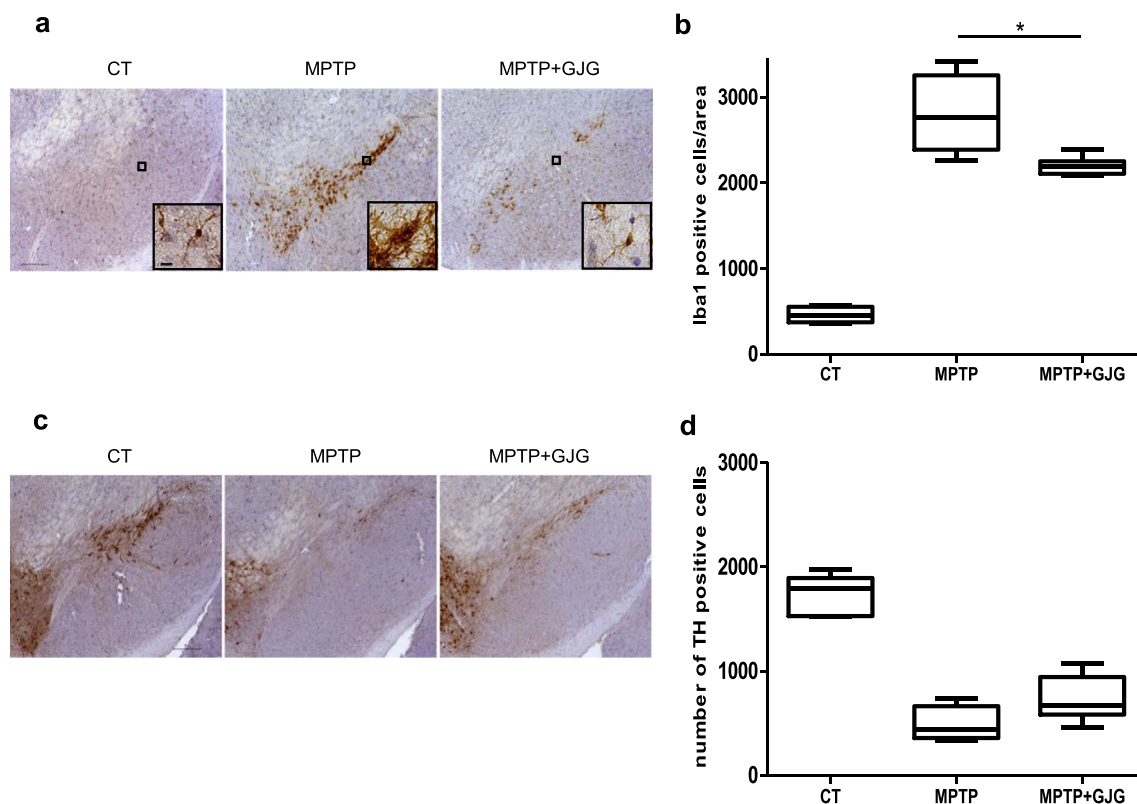 a
CT MPTP MPTP+GJG
b
*
Iba1 positive cells/area
3000
2000
1000
0
CT MPTP MPTP+GJG
c
CT MPTP MPTP+GJG
d
number of TH positive cells
3000
2000
1000
0
CT MPTP MPTP+GJG